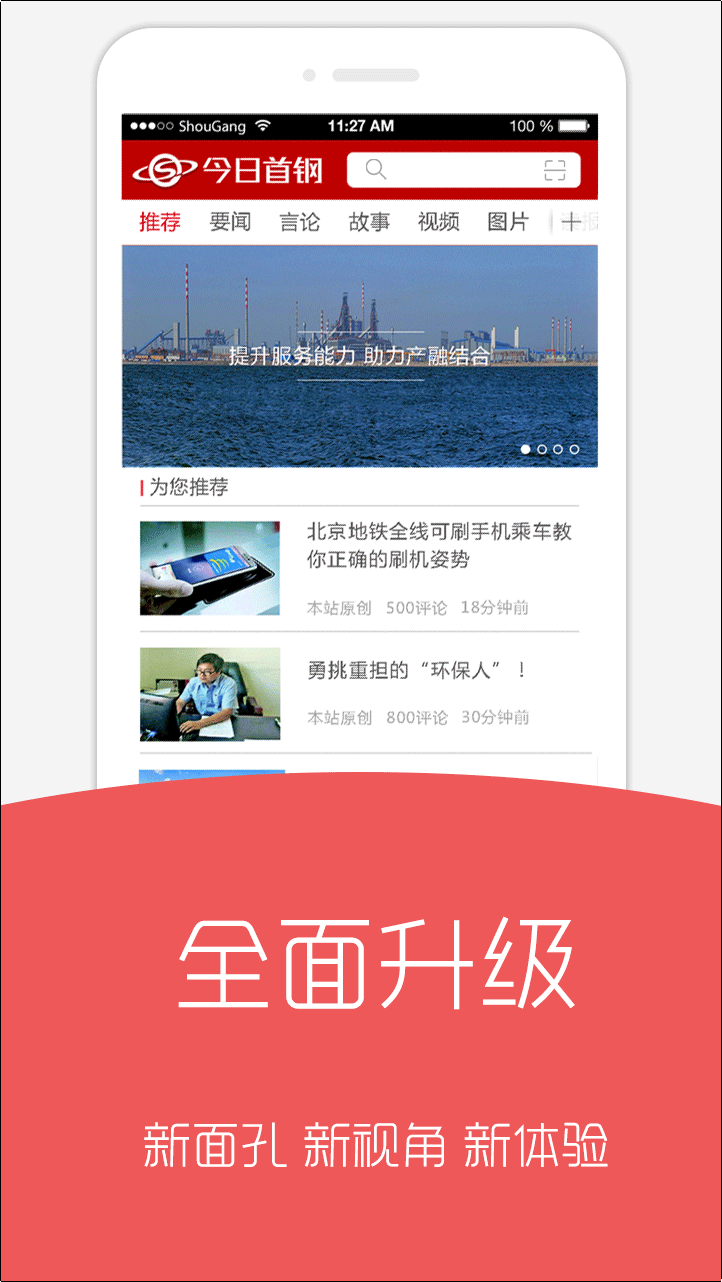 ShouGang 11:27 AM 100 %
今日首钢
推荐 要闻 言论 故事 视频 图片
提升服务能力 助力产融结合
为您推荐
北京地铁全线可刷手机乘车教
你正确的刷机姿势
本站原创 500评论 18分钟前
勇挑重担的“环保人”！
本站原创 800评论 30分钟前
全面升级
新面孔 新视角 新体验